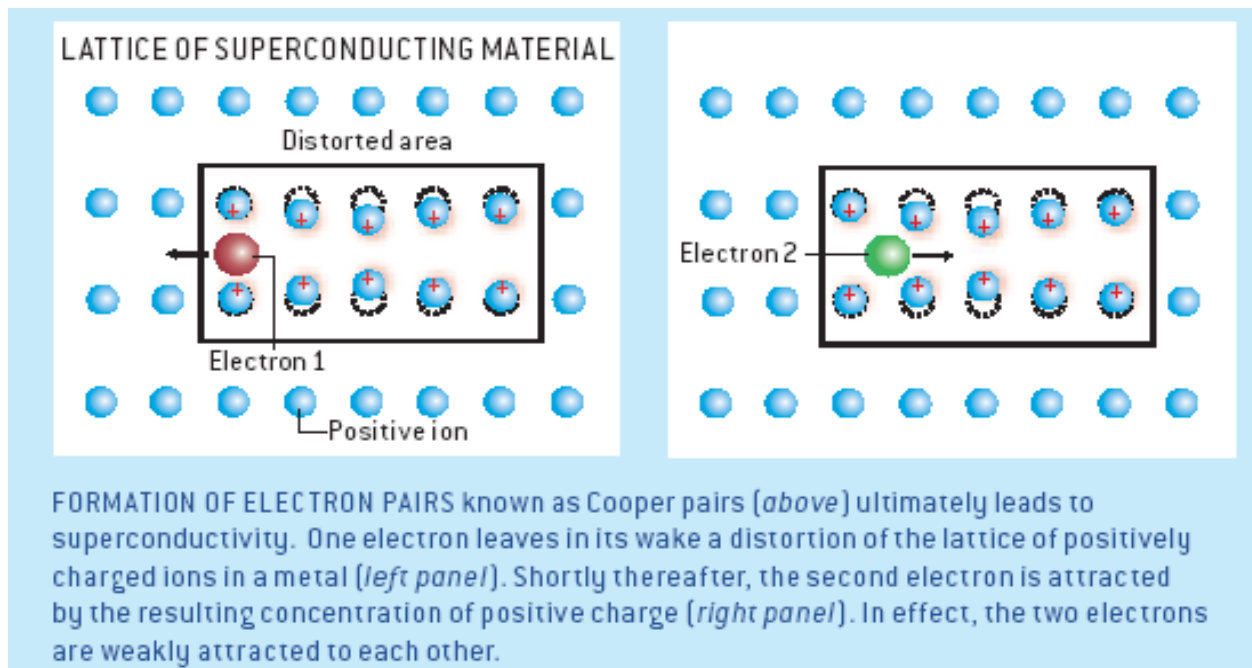 LATTICE OF SUPERCONDUCTING MATERIAL
Distorted area
+ + + + +
+ + + + +
Electron 1
Positive ion
+ + + + +
Electron 2
+ + + + +
FORMATION OF ELECTRON PAIRS known as Cooper pairs (above) ultimately leads to
superconductivity. One electron leaves in its wake a distortion of the lattice of positively
charged ions in a metal (left panel). Shortly thereafter, the second electron is attracted
by the resulting concentration of positive charge (right panel). In effect, the two electrons
are weakly attracted to each other.